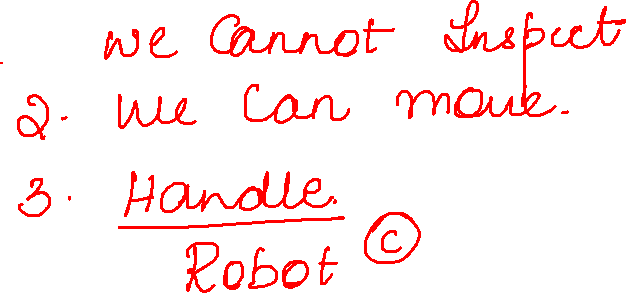 we Cannot Inspect
2. We Can move.
3. Handle.
Robot ©